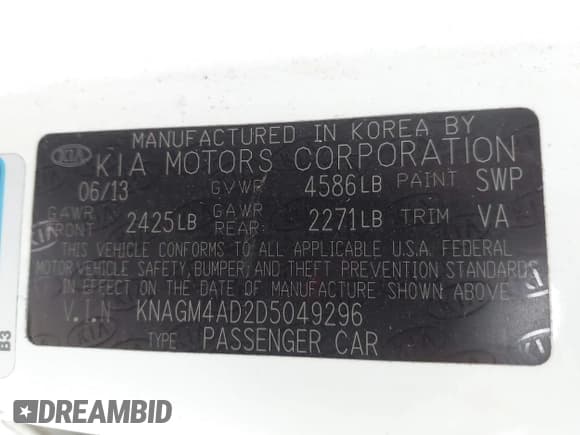 MANUFACTURED IN KOREA BY
KIA KIA MOTORS CORPORATION
06/13 GVWR 4586LB PAINT SWP
GAWR FRONT 2425LB GAWR REAR: 2271LB TRIM VA
THIS VEHICLE CONFORMS TO ALL APPLICABLE U.S.A. FEDERAL
MOTOR VEHICLE SAFETY, BUMPER, AND THEFT PREVENTION STANDARDS
IN EFFECT ON THE DATE OF MANUFACTURE SHOWN ABOVE.
V.I.N KNAGM4AD2D5049296
TYPE PASSENGER CAR
B3
DREAMBID